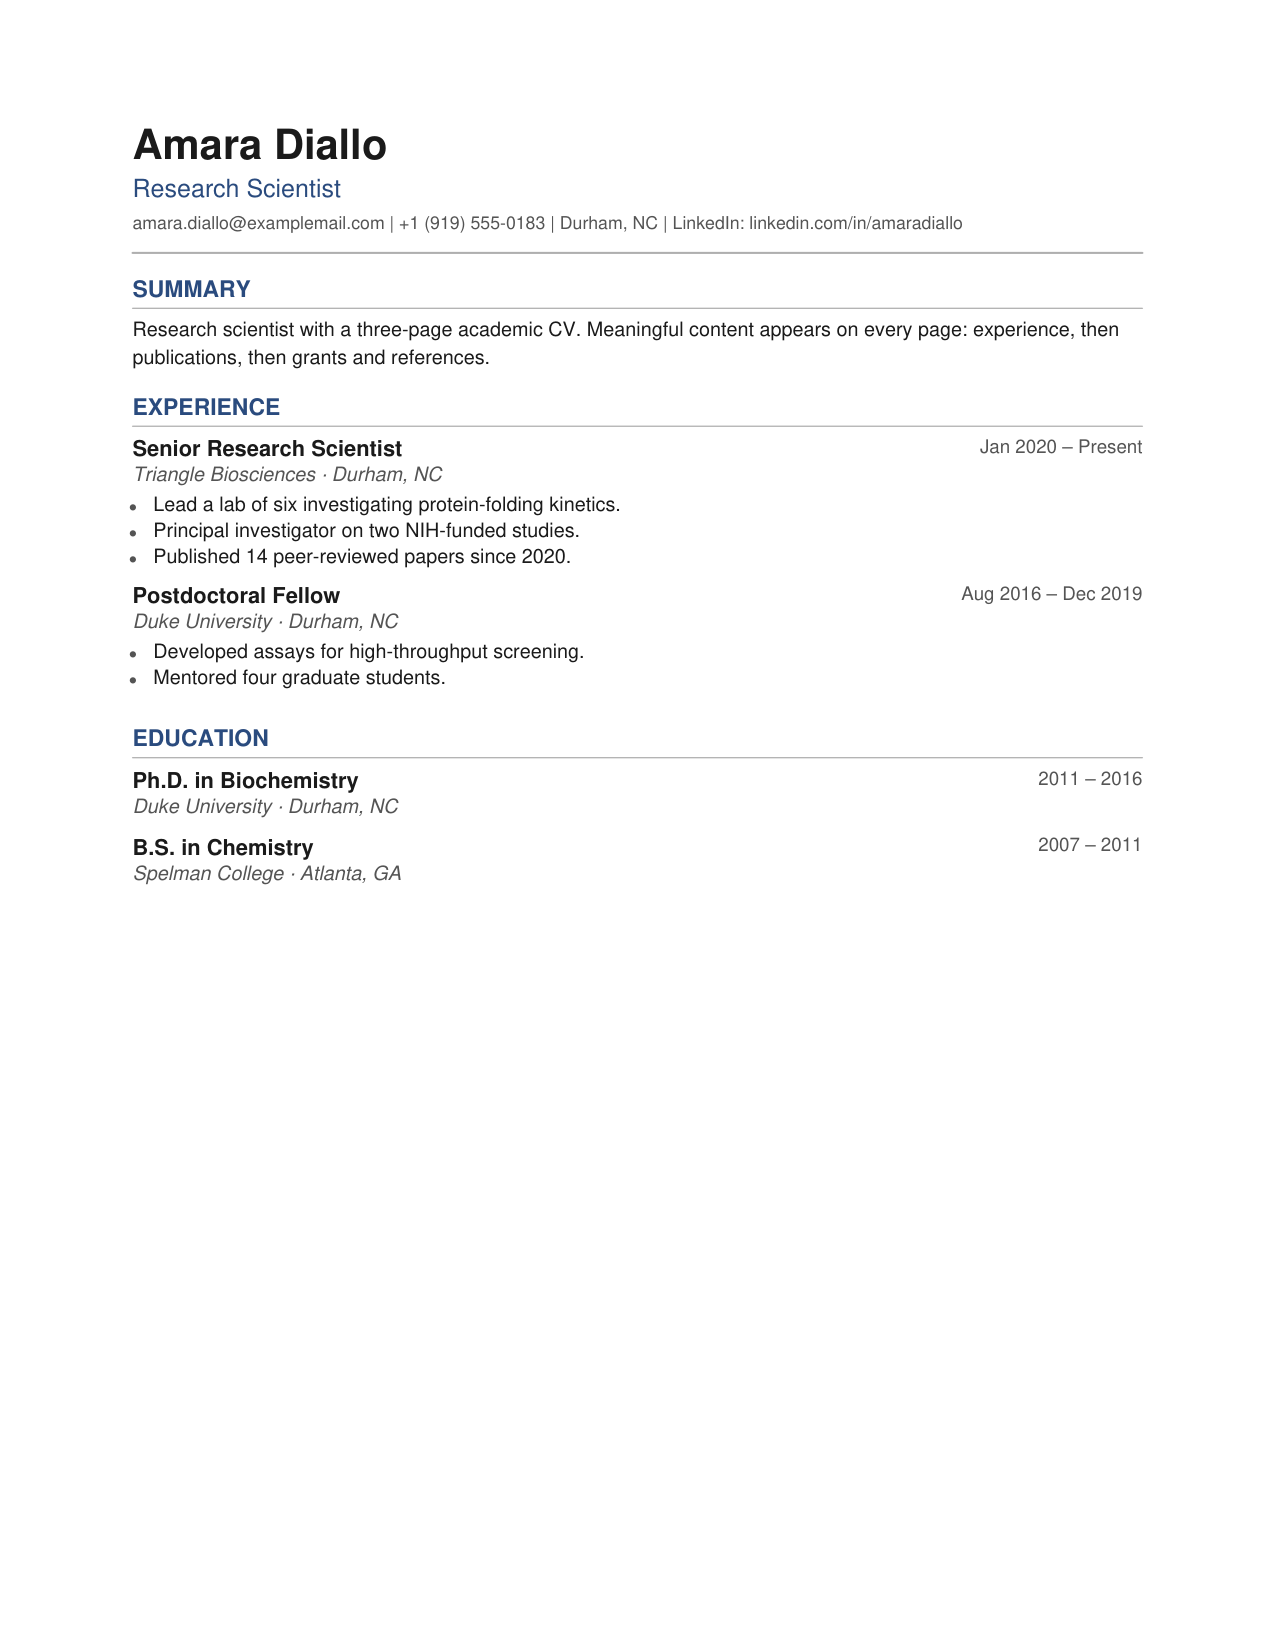 Amara Diallo
Research Scientist
amara.diallo@examplemail.com | +1 (919) 555-0183 | Durham, NC | LinkedIn: linkedin.com/in/amaradiallo
SUMMARY
Research scientist with a three-page academic CV. Meaningful content appears on every page: experience, then
publications, then grants and references.
EXPERIENCE
Senior Research Scientist Jan 2020 – Present
Triangle Biosciences · Durham, NC
• Lead a lab of six investigating protein-folding kinetics.
• Principal investigator on two NIH-funded studies.
• Published 14 peer-reviewed papers since 2020.
Postdoctoral Fellow Aug 2016 – Dec 2019
Duke University · Durham, NC
• Developed assays for high-throughput screening.
• Mentored four graduate students.
EDUCATION
Ph.D. in Biochemistry 2011 – 2016
Duke University · Durham, NC
B.S. in Chemistry 2007 – 2011
Spelman College · Atlanta, GA